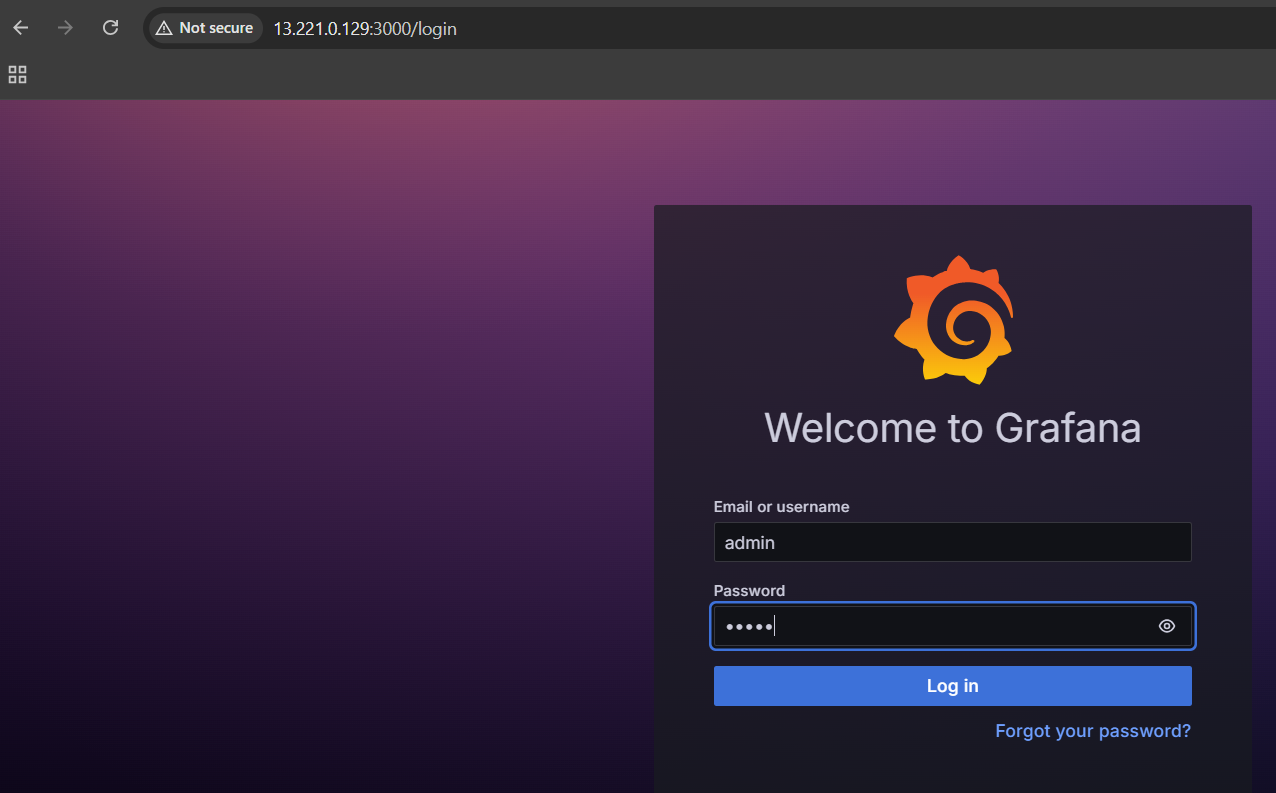 Not secure 13.221.0.129:3000/login
Welcome to Grafana
Email or username
admin
Password
•••••
Log in
Forgot your password?